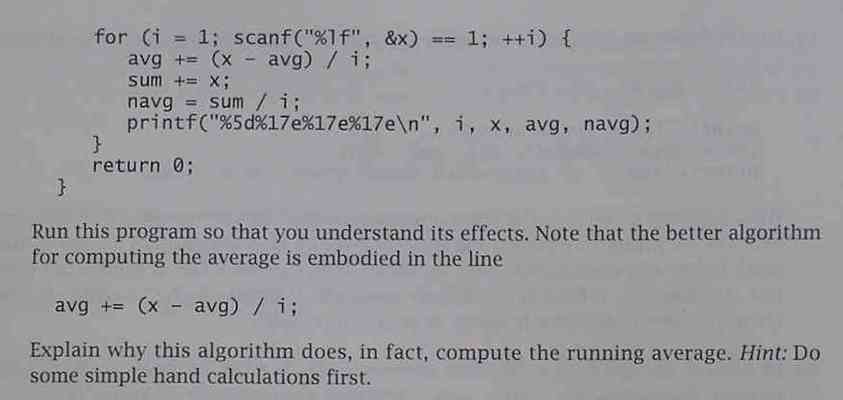 for (i = 1; scanf("%lf", &x) == 1; ++i) {
avg += (x - avg) / i;
sum += x;
navg = sum / i;
printf("%5d%17e%17e%17e\n", i, x, avg, navg);
}
return 0;
}
Run this program so that you understand its effects. Note that the better algorithm
for computing the average is embodied in the line
avg += (x - avg) / i;
Explain why this algorithm does, in fact, compute the running average. Hint: Do
some simple hand calculations first.